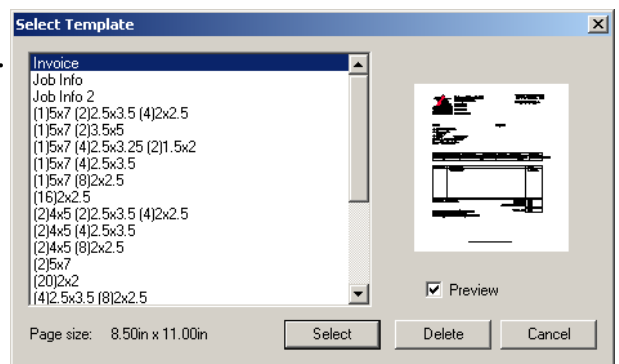 Select Template
Invoice
Job Info
Job Info 2
(1)5x7 (2)2.5x3.5 (4)2x2.5
(1)5x7 (2)3.5x5
(1)5x7 (4)2.5x3.25 (2)1.5x2
(1)5x7 (4)2.5x3.5
(1)5x7 (8)2x2.5
(16)2x2.5
(2)4x5 (2)2.5x3.5 (4)2x2.5
(2)4x5 (4)2.5x3.5
(2)4x5 (8)2x2.5
(2)5x7
(20)2x2
(4)2.5x3.5 (8)2x2.5
Preview
Page size: 8.50in x 11.00in
Select
Delete
Cancel